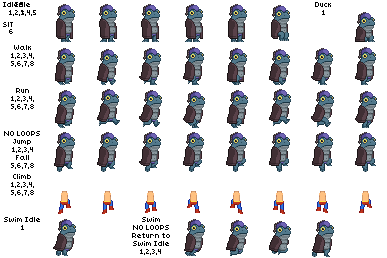 Duck
1
1,2,3,4,5
SIT
6
Walk
1,2,3,4,
5,6,7,8
Run
1,2,3,4,
5,6,7,8
NO LOOPS
Jump
1,2,3,4
Fall
5,6,7,8
Climb
1,2,3,4,
5,6,7,8
Swim Idle
1
Swim
NO LOOPS
Return to
Swim Idle
1,2,3,4